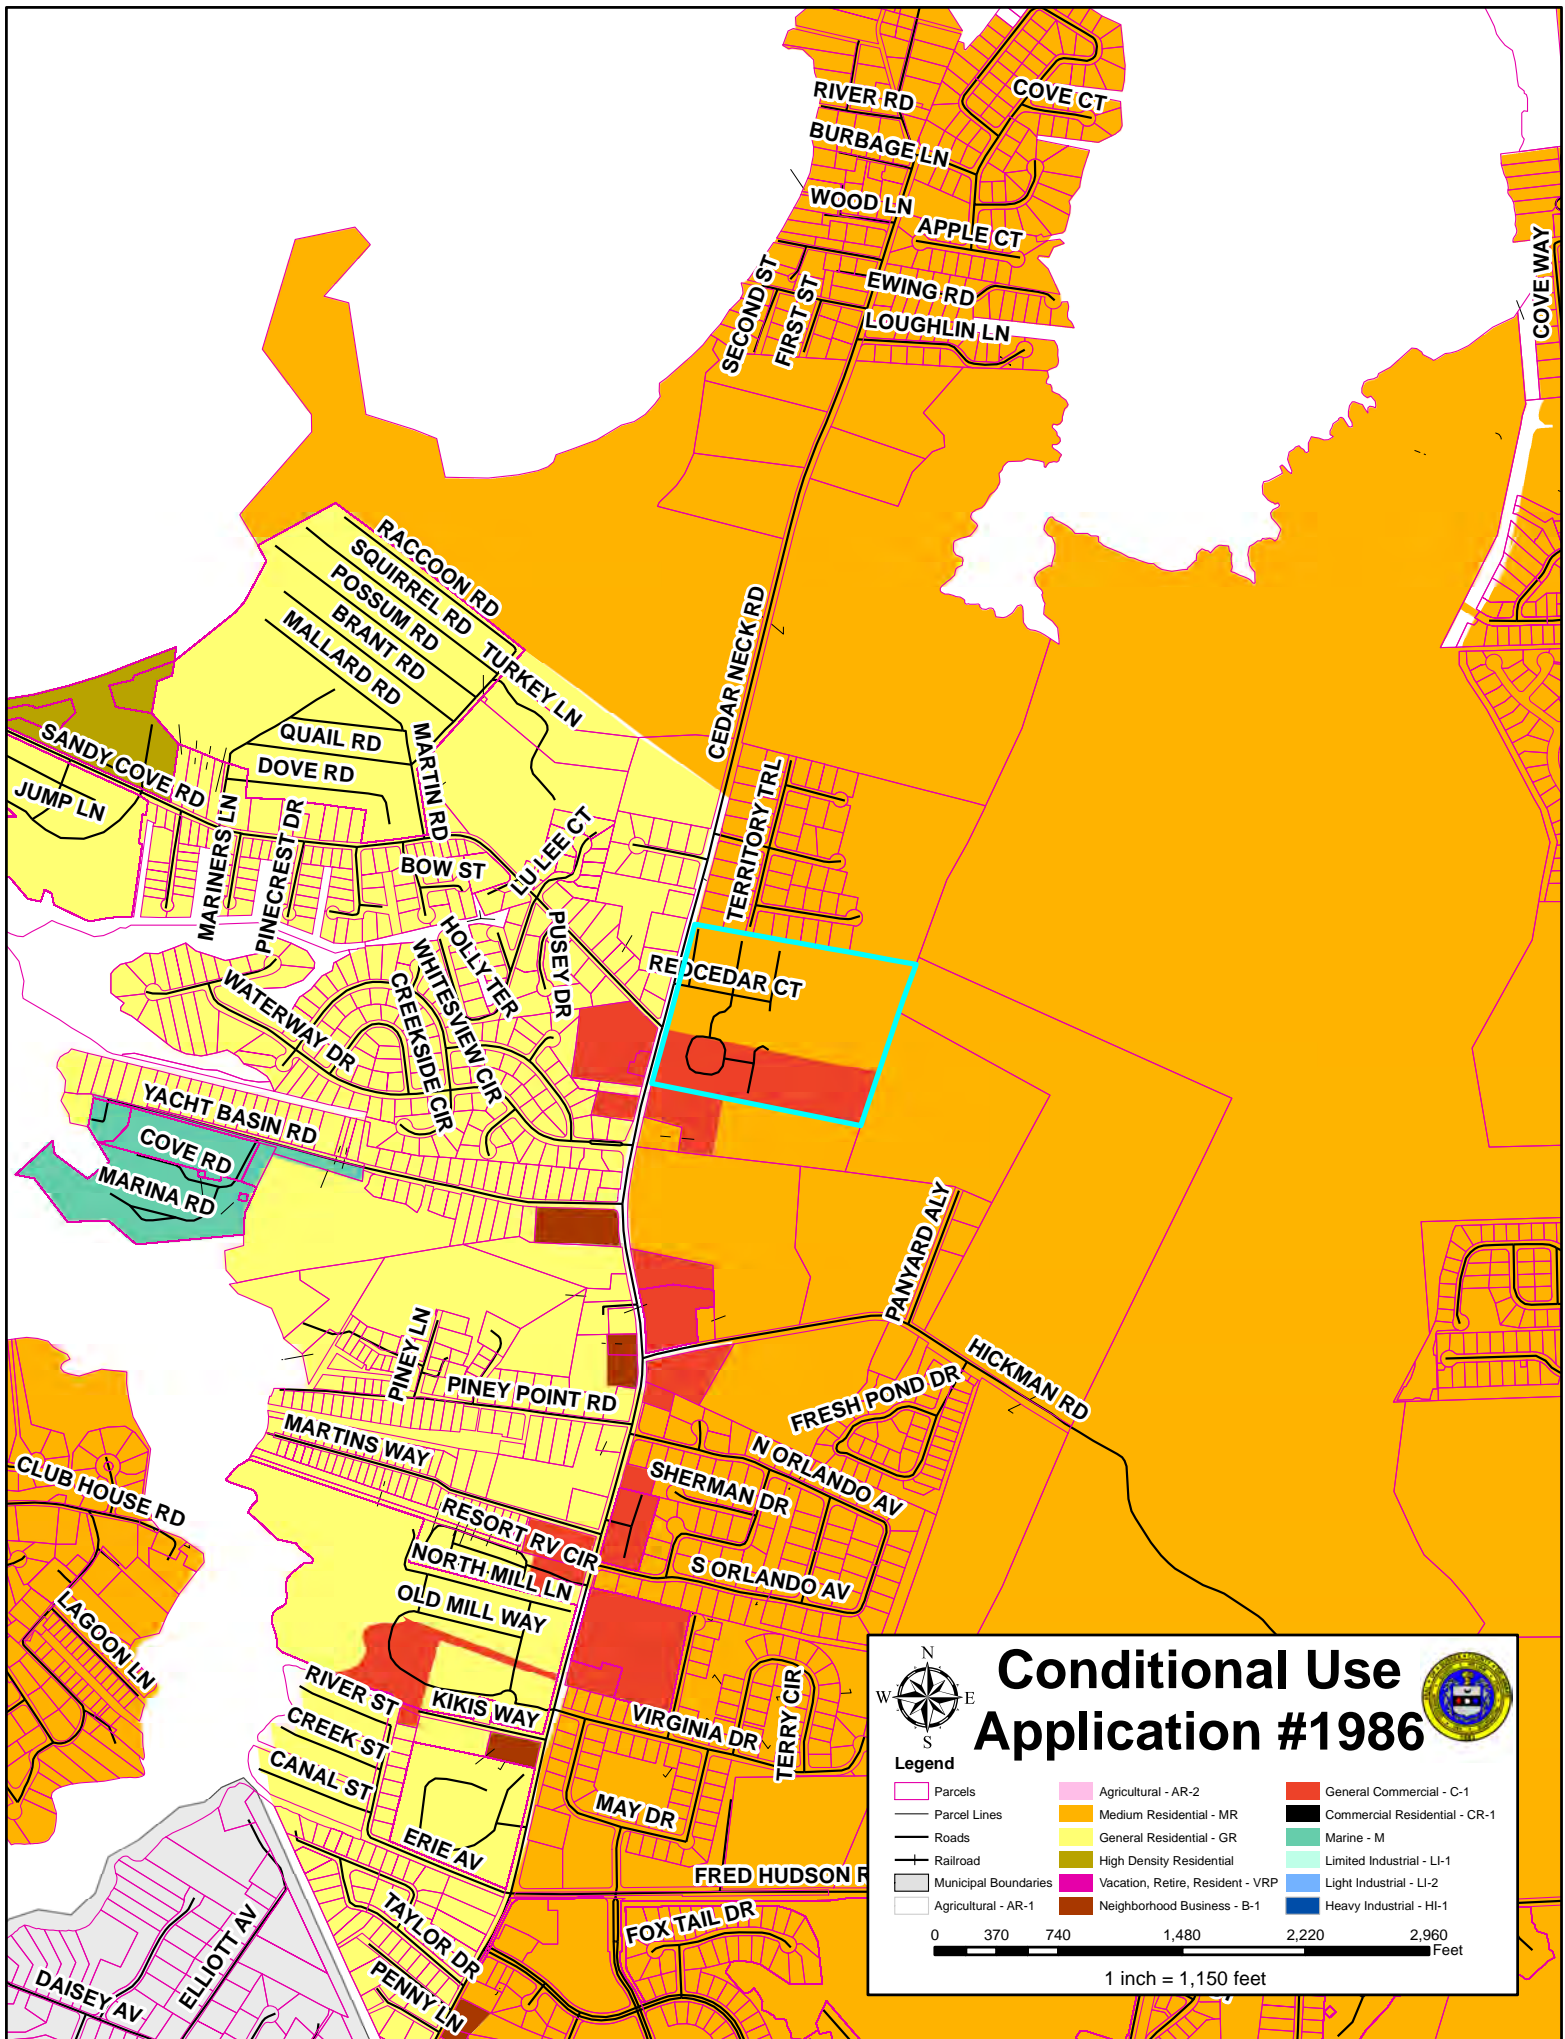 RIVER RD
COVE CT
BURBAGE LN
WOOD LN
APPLE CT
COVE WAY
SECOND ST
FIRST ST
EWING RD
LOUGHLIN LN
RACCOON RD
SQUIRREL RD
POSSUM RD
BRANT RD
MALLARD RD
TURKEY LN
CEDAR NECK RD
QUAIL RD
DOVE RD
MARTIN RD
SANDY COVE RD
JUMP LN
MARINERS LN
PINECREST DR
BOW ST
LU LEE CT
TERRITORY TRL
PUSEY DR
HOLLY TER
WHITESVIEW CIR
CREEKSIDE CIR
WATERWAY DR
REDCEDAR CT
YACHT BASIN RD
COVE RD
MARINA RD
PANYARD ALY
HICKMAN RD
PINEY LN
PINEY POINT RD
FRESH POND DR
MARTINS WAY
N ORLANDO AV
SHERMAN DR
CLUB HOUSE RD
RESORT RV CIR
NORTH MILL LN
S ORLANDO AV
OLD MILL WAY
LAGOON LN
RIVER ST
KIKIS WAY
VIRGINIA DR
TERRY CIR
CREEK ST
CANAL ST
MAY DR
ERIE AV
FRED HUDSON R
TAYLOR DR
FOX TAIL DR
ELLIOTT AV
DAISEY AV
PENNY LN
N
W E
S
Conditional Use
Application #1986
Legend
Parcels
Parcel Lines
Roads
Railroad
Municipal Boundaries
Agricultural - AR-1
Agricultural - AR-2
Medium Residential - MR
General Residential - GR
High Density Residential
Vacation, Retire, Resident - VRP
Neighborhood Business - B-1
General Commercial - C-1
Commercial Residential - CR-1
Marine - M
Limited Industrial - LI-1
Light Industrial - LI-2
Heavy Industrial - HI-1
0 370 740 1,480 2,220 2,960
Feet
1 inch = 1,150 feet